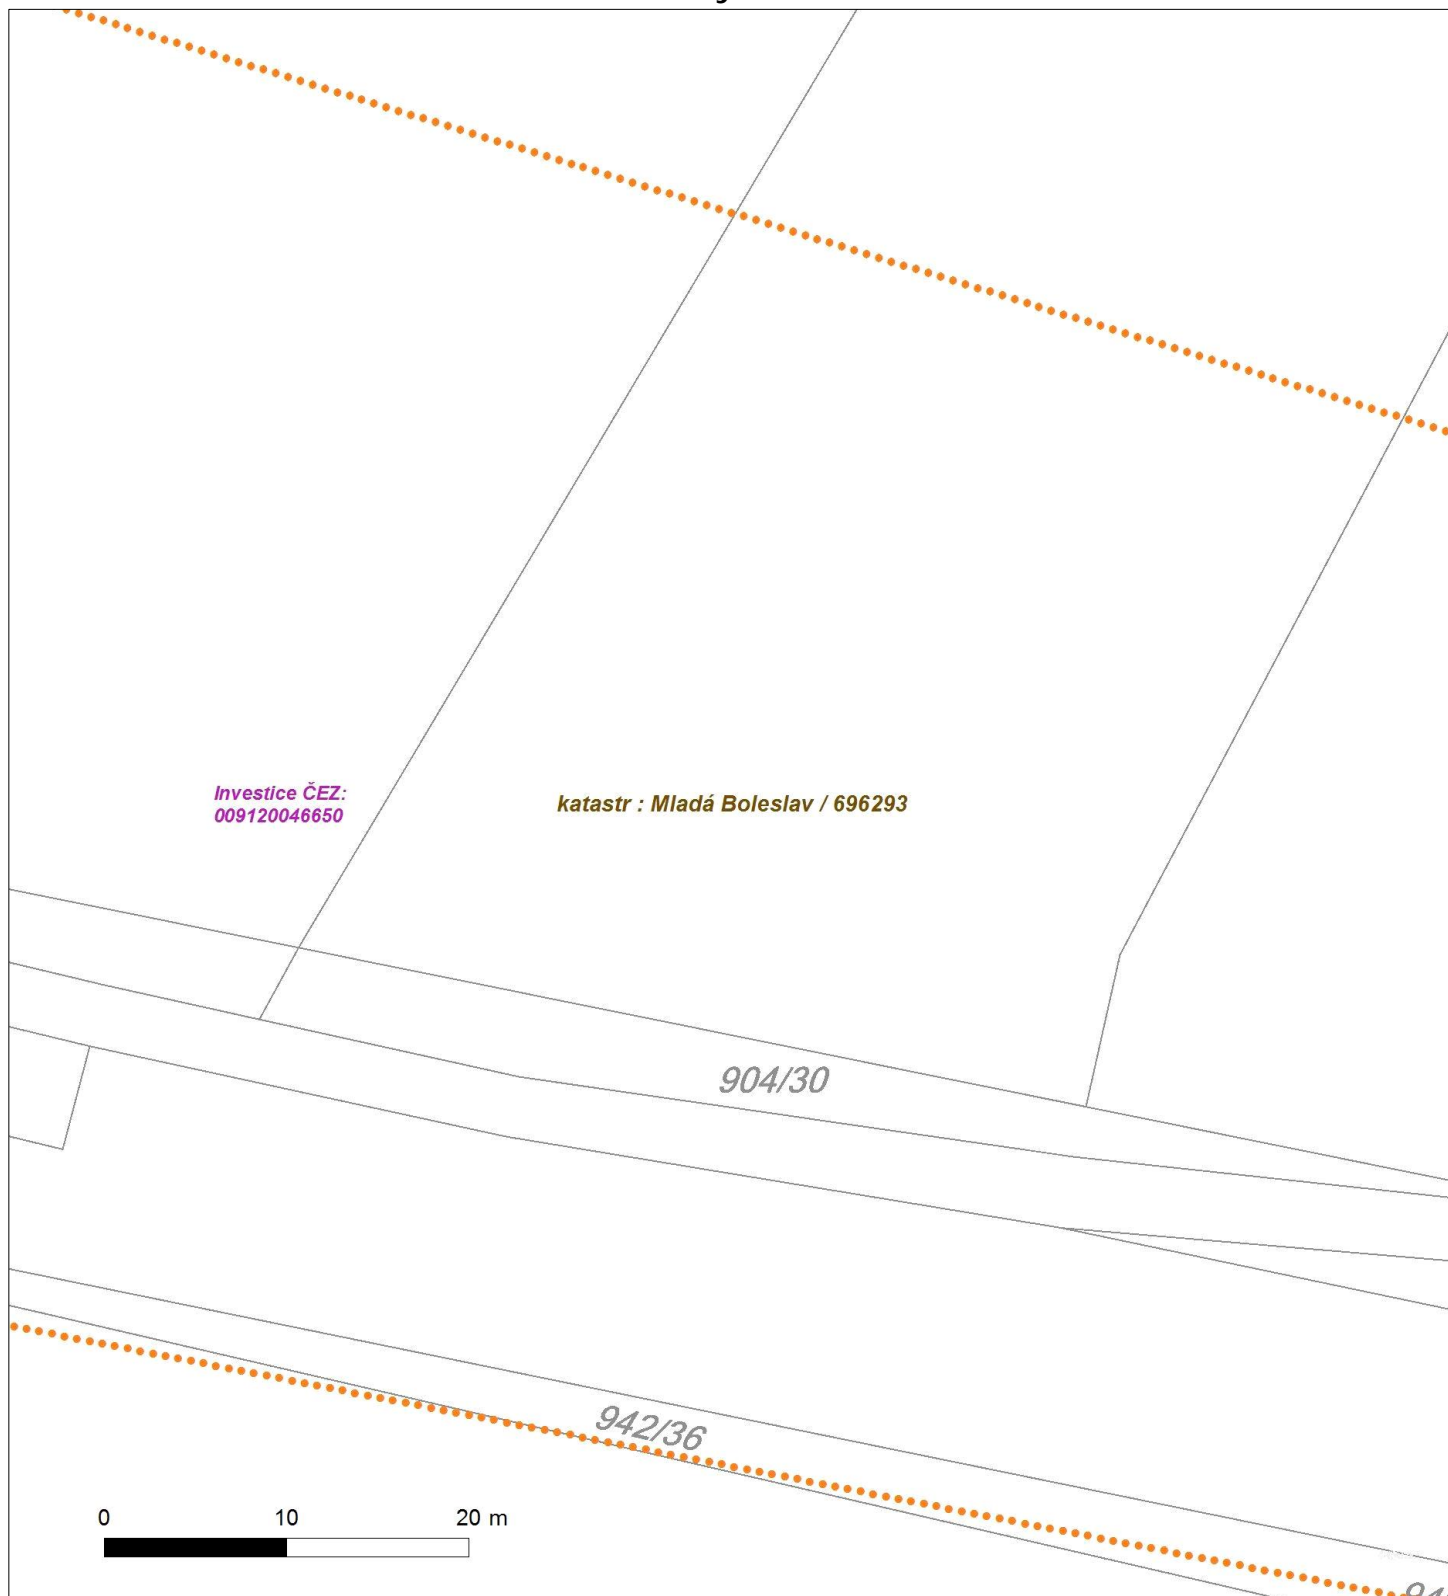 Investice ČEZ:
009120046650
katastr : Mladá Boleslav / 696293
904/30
942/36
0 10 20 m